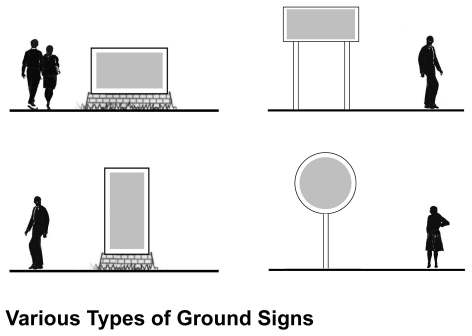 Various Types of Ground Signs